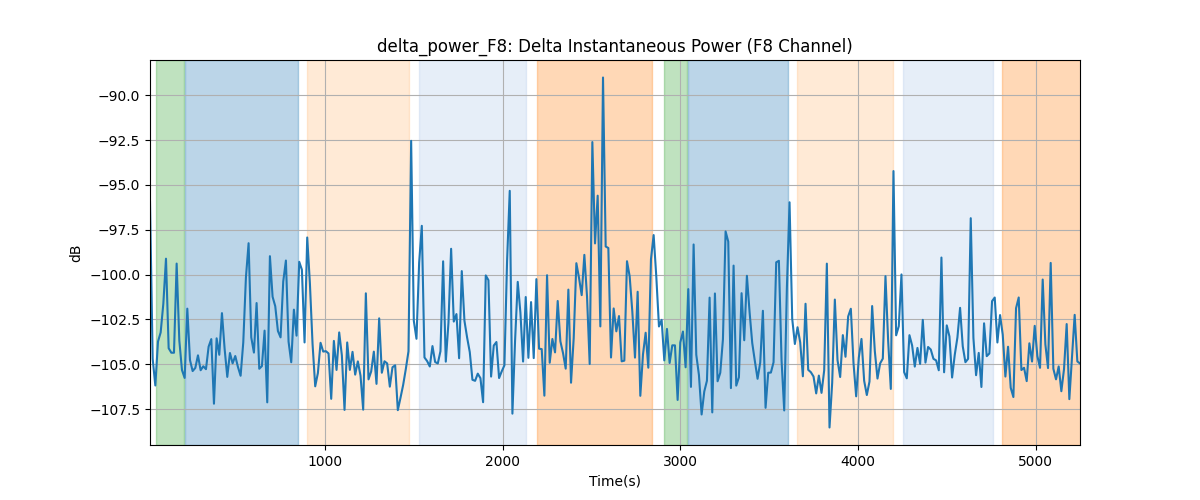 delta_power_F8: Delta Instantaneous Power (F8 Channel)
−90.0
−92.5
−95.0
−97.5
−100.0
−102.5
−105.0
−107.5
dB
1000 2000 3000 4000 5000
Time(s)